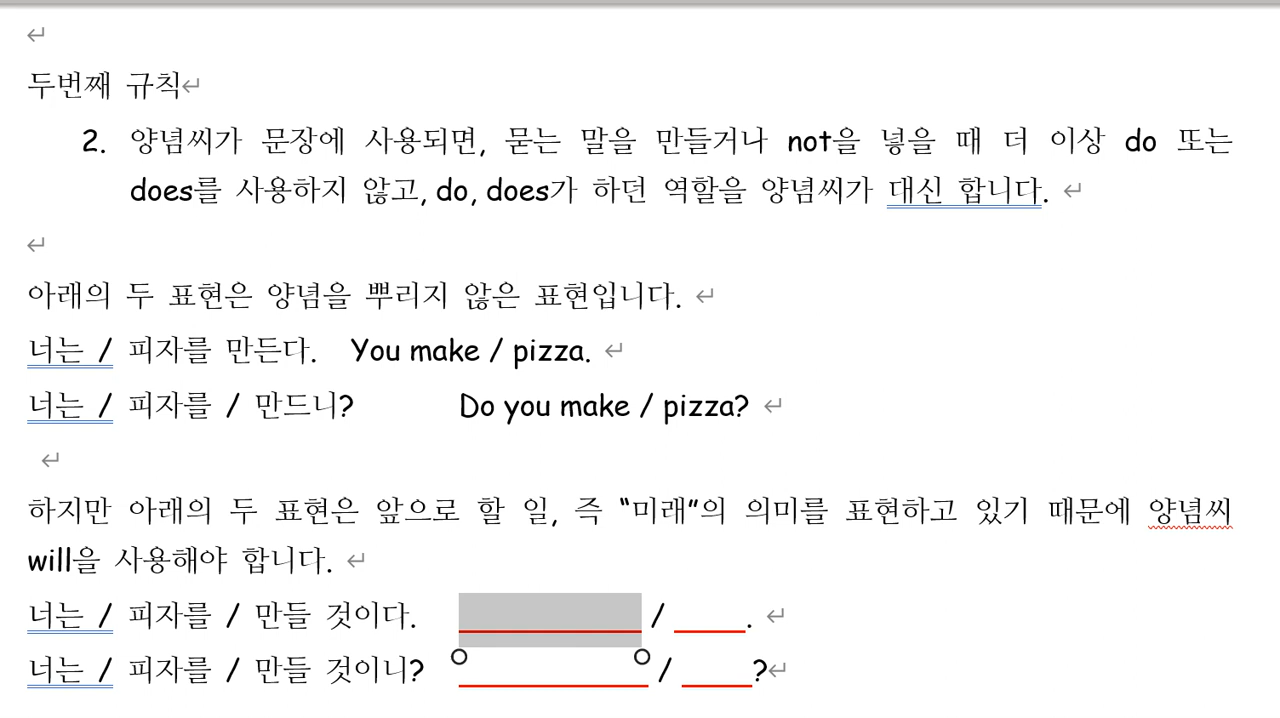 두번째 규칙
2. 양념씨가 문장에 사용되면, 묻는 말을 만들거나 not을 넣을 때 더 이상 do 또는
does를 사용하지 않고, do, does가 하던 역할을 양념씨가 대신 합니다.
아래의 두 표현은 양념을 뿌리지 않은 표현입니다.
너는 / 피자를 만든다. You make / pizza.
너는 / 피자를 / 만드니? Do you make / pizza?
하지만 아래의 두 표현은 앞으로 할 일, 즉 “미래”의 의미를 표현하고 있기 때문에 양념씨
will을 사용해야 합니다.
너는 / 피자를 / 만들 것이다. ____________ / _____.
너는 / 피자를 / 만들 것이니? ____________ / _____?